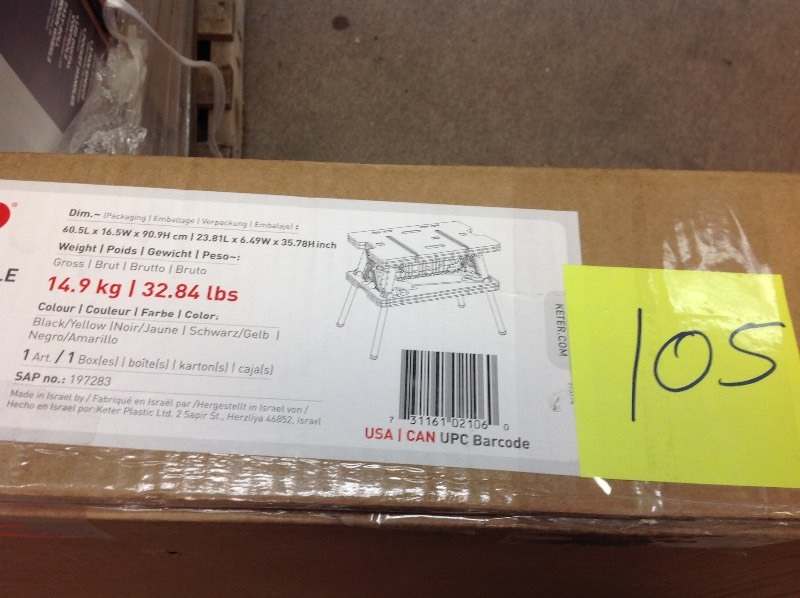 Dim.~ (Packaging | Emballage | Verpackung | Embalaje) :
60.5L x 16.5W x 90.9H cm | 23.81L x 6.49W x 35.78H inch
Weight | Poids | Gewicht | Peso~:
Gross | Brut | Brutto | Bruto
14.9 kg | 32.84 lbs
Colour | Couleur | Farbe | Color:
Black/Yellow | Noir/Jaune | Schwarz/Gelb |
Negro/Amarillo
1 Art. / 1 Box(es) | boîte(s) | karton(s) | caja(s)
SAP no.: 197283
Made in Israel by / Fabriqué en Israël par /Hergestellt in Israel von /
Hecho en Israel por:Keter Plastic Ltd. 2 Sapir St., Herzliya 46852, Israel
LE
KETER.COM
7 31161 02106 0
USA | CAN UPC Barcode
105